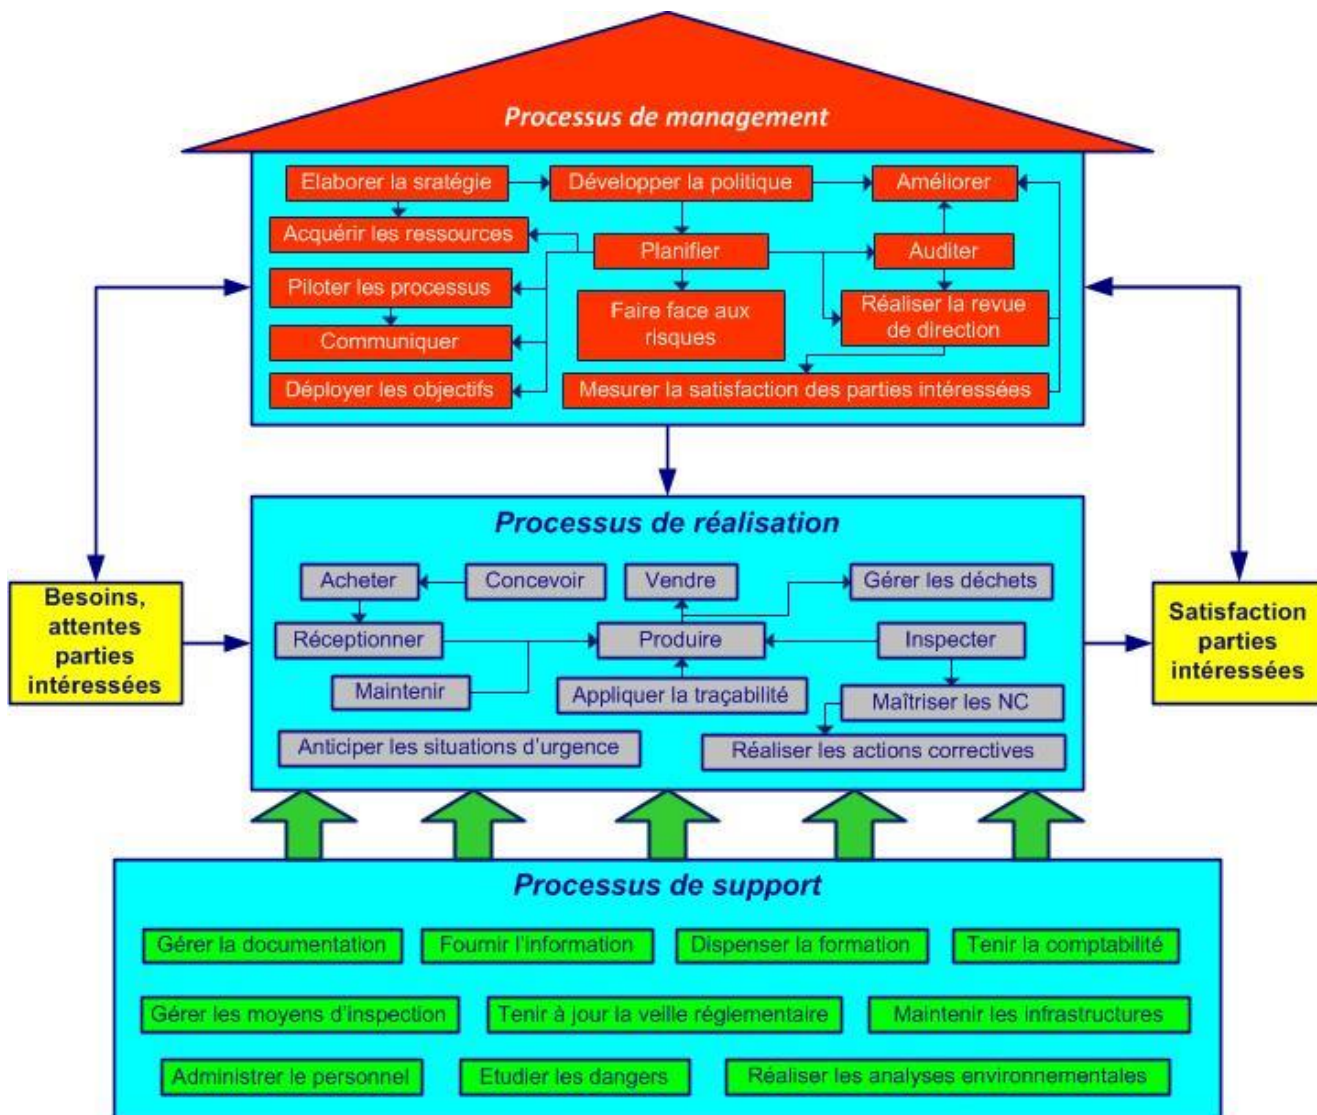 Processus de management
Elaborer la sratégie
Développer la politique
Améliorer
Acquérir les ressources
Planifier
Auditer
Piloter les processus
Faire face aux
risques
Réaliser la revue
de direction
Communiquer
Déployer les objectifs
Mesurer la satisfaction des parties intéressées
Processus de réalisation
Acheter
Concevoir
Vendre
Gérer les déchets
Besoins,
attentes
parties
intéressées
Réceptionner
Produire
Inspecter
Satisfaction
parties
intéressées
Maintenir
Appliquer la traçabilité
Maîtriser les NC
Anticiper les situations d'urgence
Réaliser les actions correctives
Processus de support
Gérer la documentation
Fournir l'information
Dispenser la formation
Tenir la comptabilité
Gérer les moyens d'inspection
Tenir à jour la veille réglementaire
Maintenir les infrastructures
Administrer le personnel
Etudier les dangers
Réaliser les analyses environnementales